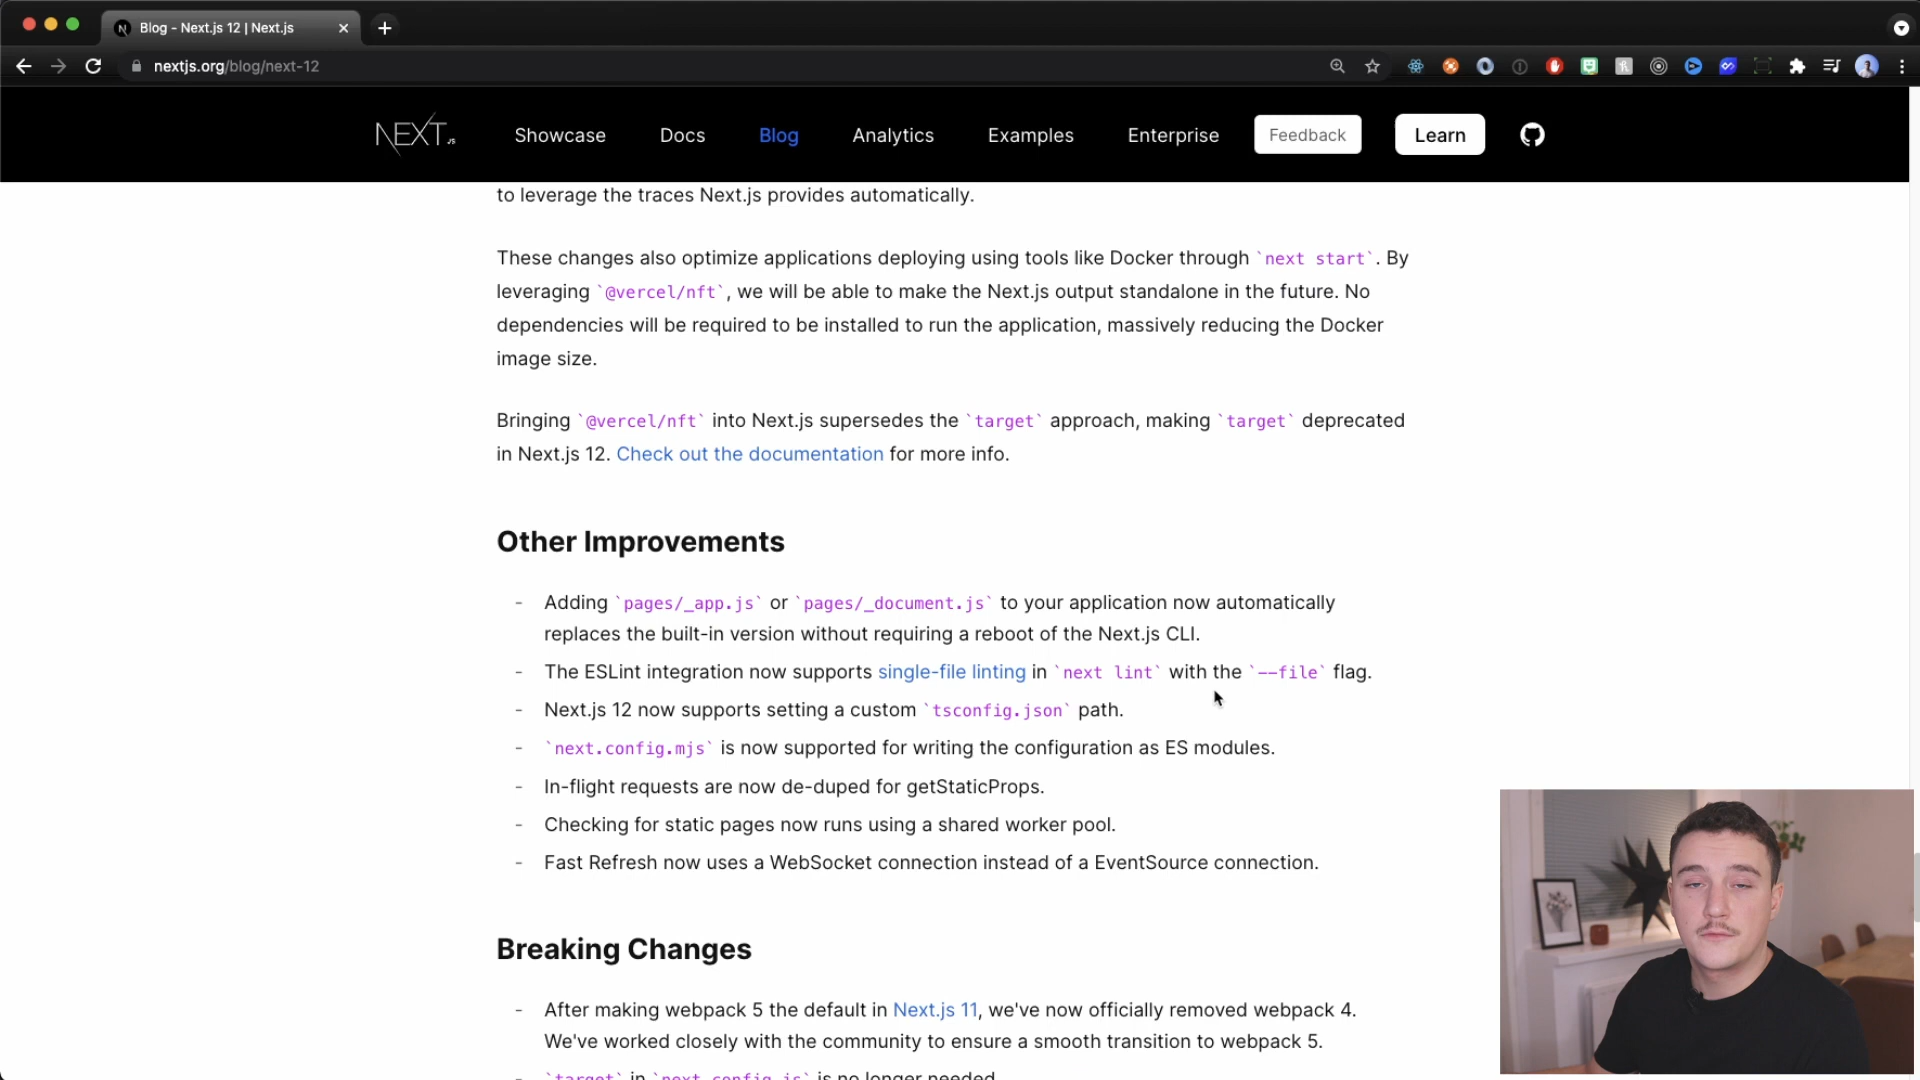 Blog - Next.js 12 | Next.js
nextjs.org/blog/next-12
NEXT.JS Showcase Docs Blog Analytics Examples Enterprise Feedback Learn
to leverage the traces Next.js provides automatically.
These changes also optimize applications deploying using tools like Docker through `next start`. By
leveraging `@vercel/nft`, we will be able to make the Next.js output standalone in the future. No
dependencies will be required to be installed to run the application, massively reducing the Docker
image size.
Bringing `@vercel/nft` into Next.js supersedes the `target` approach, making `target` deprecated
in Next.js 12. Check out the documentation for more info.
Other Improvements
- Adding `pages/_app.js` or `pages/_document.js` to your application now automatically
replaces the built-in version without requiring a reboot of the Next.js CLI.
- The ESLint integration now supports single-file linting in `next lint` with the `--file` flag.
- Next.js 12 now supports setting a custom `tsconfig.json` path.
- `next.config.mjs` is now supported for writing the configuration as ES modules.
- In-flight requests are now de-duped for getStaticProps.
- Checking for static pages now runs using a shared worker pool.
- Fast Refresh now uses a WebSocket connection instead of a EventSource connection.
Breaking Changes
- After making webpack 5 the default in Next.js 11, we've now officially removed webpack 4.
We've worked closely with the community to ensure a smooth transition to webpack 5.
- `target` in `next.config.js` is no longer needed.